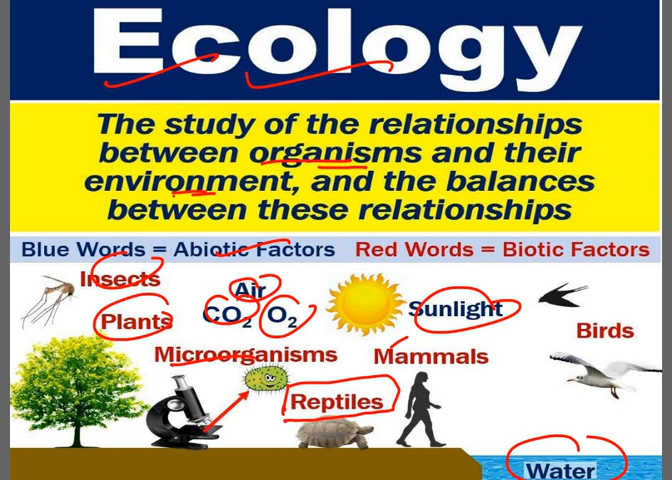 Ecology
The study of the relationships
between organisms and their
environment, and the balances
between these relationships
Blue Words = Abiotic Factors Red Words = Biotic Factors
Insects
Air
CO₂ O₂
Sunlight
Plants
Birds
Microorganisms
Mammals
Reptiles
Water